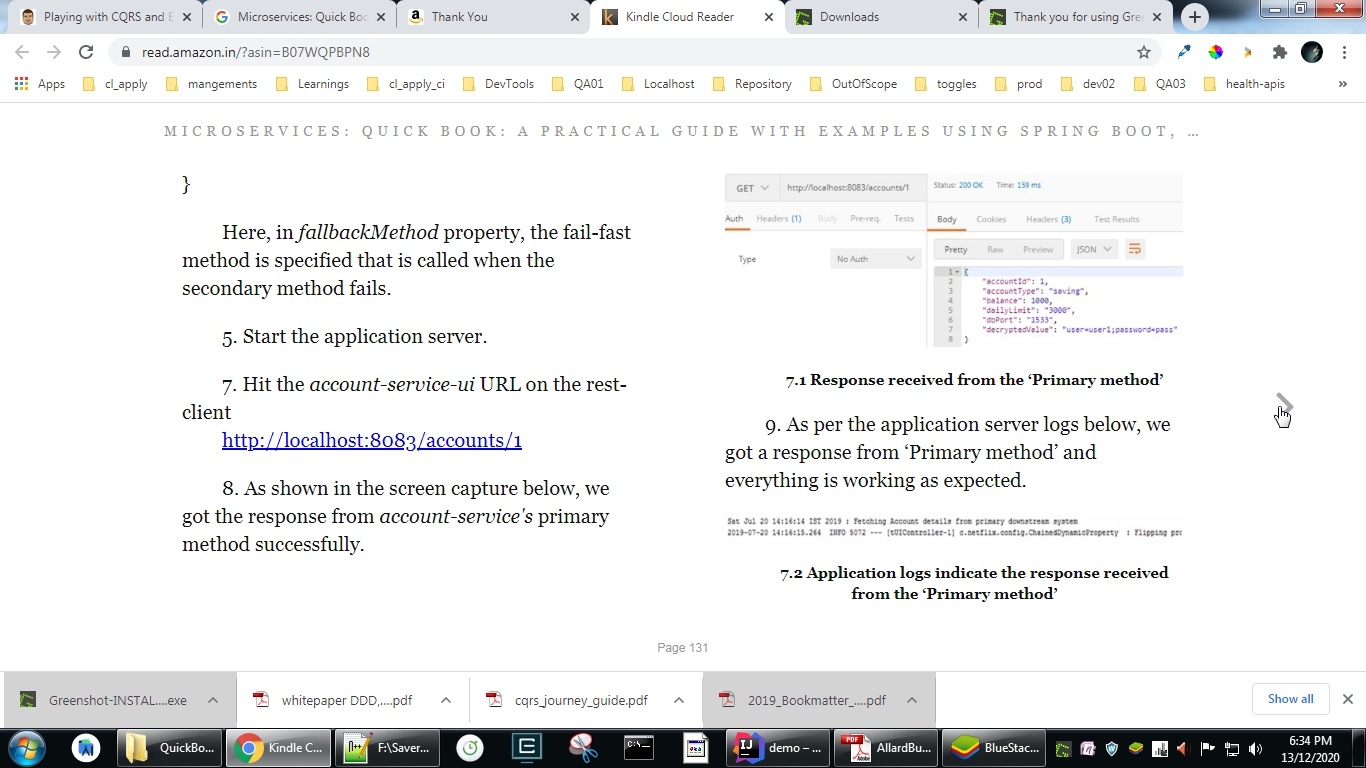 Playing with CQRS and E
Microservices: Quick Boo
Thank You
Kindle Cloud Reader
Downloads
Thank you for using Gre
read.amazon.in/?asin=B07WQPBPN8
Apps
cl_apply
mangements
Learnings
cl_apply_ci
DevTools
QA01
Localhost
Repository
OutOfScope
toggles
prod
dev02
QA03
health-apis
»
MICROSERVICES: QUICK BOOK: A PRACTICAL GUIDE WITH EXAMPLES USING SPRING BOOT, …
}
Here, in fallbackMethod property, the fail-fast
method is specified that is called when the
secondary method fails.
5. Start the application server.
7. Hit the account-service-ui URL on the rest-
client
http://localhost:8083/accounts/1
8. As shown in the screen capture below, we
got the response from account-service's primary
method successfully.
GET
http://localhost:8083/accounts/1
Status: 200 OK Time: 159 ms
Auth Headers (1) Body Pre-req. Tests
Body Cookies Headers (3) Test Results
Type No Auth
Pretty Raw Preview JSON
1 {
2 "accountId": 1,
3 "accountType": "saving",
4 "balance": 1000,
5 "dailyLimit": "3000",
6 "dbPort": "1533",
7 "decryptedValue": "user=user1;password=pass"
8 }
7.1 Response received from the ‘Primary method’
9. As per the application server logs below, we
got a response from ‘Primary method’ and
everything is working as expected.
Sat Jul 20 14:16:14 IST 2019 : Fetching Account details from primary downstream system
2019-07-20 14:16:15.264 INFO 5072 --- [tUIController-1] c.netflix.config.ChainedDynamicProperty : Flipping pro
7.2 Application logs indicate the response received
from the ‘Primary method’
Page 131
Greenshot-INSTAL....exe
whitepaper DDD,....pdf
cqrs_journey_guide.pdf
2019_Bookmatter_....pdf
Show all
QuickBo...
Kindle C...
F:\Saver...
C:\
demo – ...
AllardBu...
BlueStac...
6:34 PM
13/12/2020